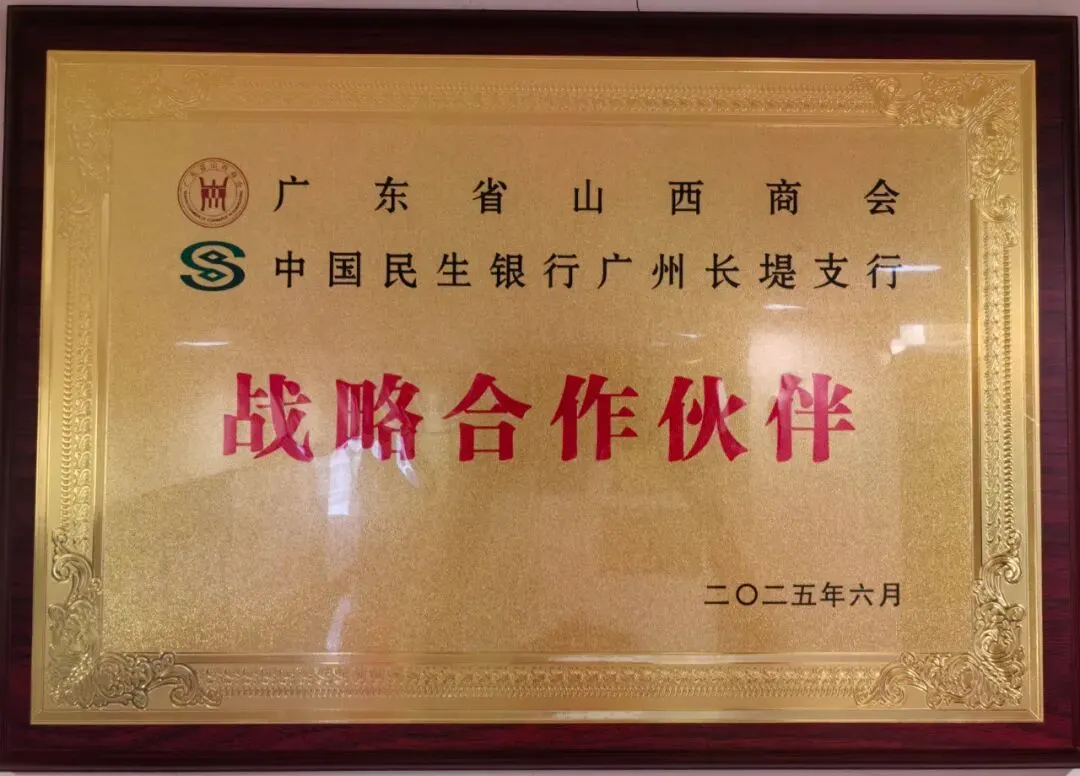 广东省山西商会
中国民生银行广州长堤支行
战略合作伙伴
二〇二五年六月